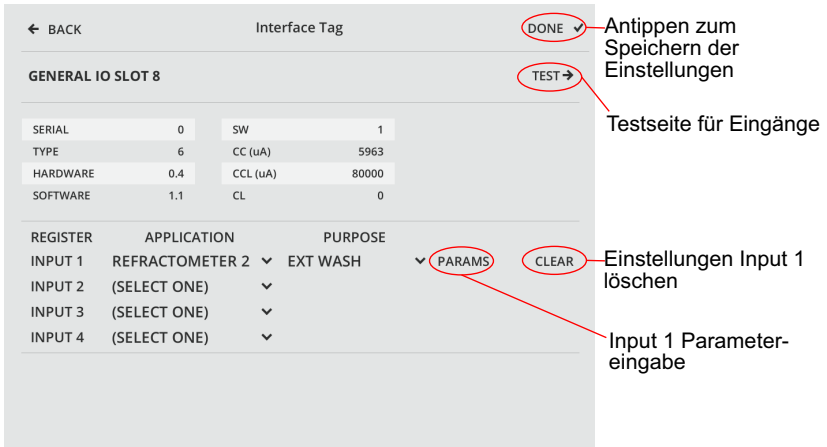 BACK Interface Tag DONE
Antippen zum
Speichern der
Einstellungen
GENERAL IO SLOT 8 TEST
Testseite für Eingänge
SERIAL 0 SW 1
TYPE 6 CC (uA) 5963
HARDWARE 0.4 CCL (uA) 80000
SOFTWARE 1.1 CL 0
REGISTER APPLICATION PURPOSE
INPUT 1 REFRACTOMETER 2 EXT WASH PARAMS CLEAR
Einstellungen Input 1
löschen
INPUT 2 (SELECT ONE)
INPUT 3 (SELECT ONE)
INPUT 4 (SELECT ONE)
Input 1 Parameter-
eingabe